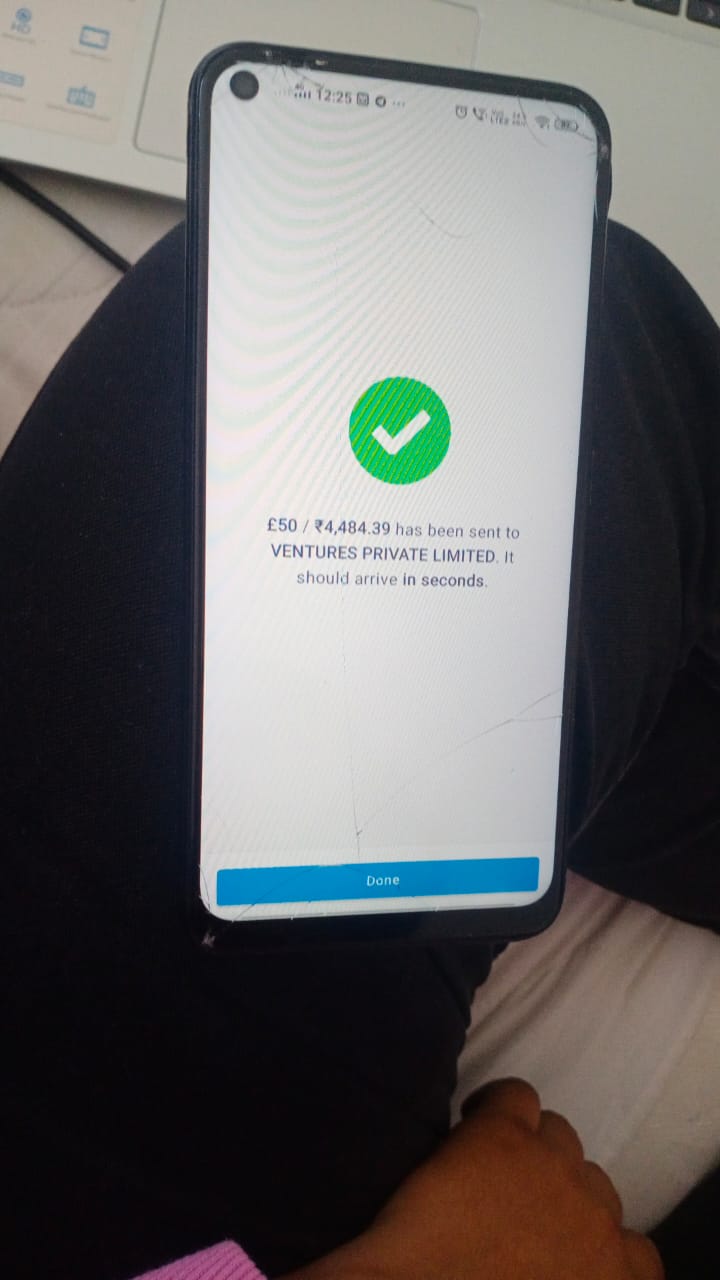 HD
12:25
£50 / ₹4,484.39 has been sent to
VENTURES PRIVATE LIMITED. It
should arrive in seconds.
Done